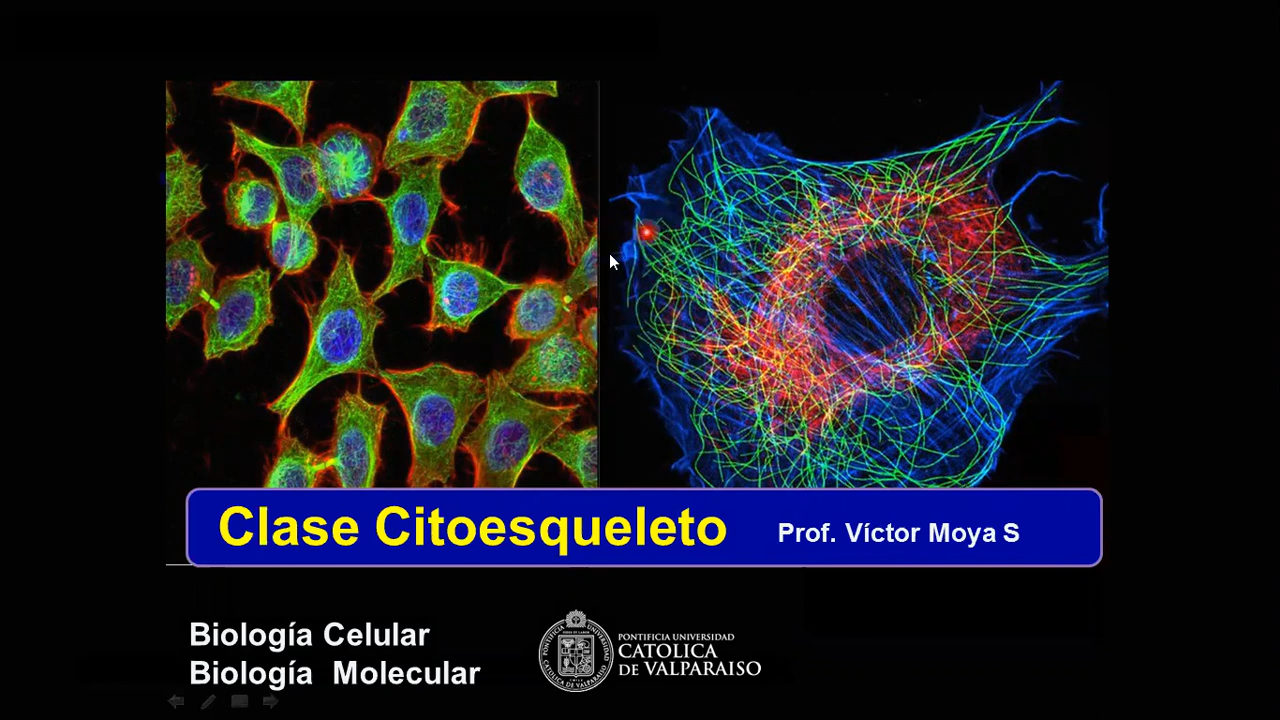 Clase Citoesqueleto
Prof. Víctor Moya S
Biología Celular
Biología Molecular
PONTIFICIA UNIVERSIDAD
CATOLICA
DE VALPARAISO